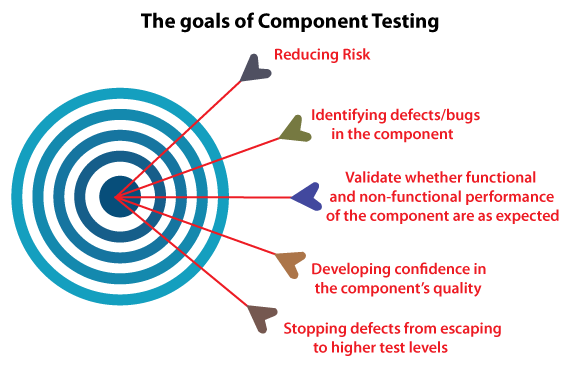 The goals of Component Testing
Reducing Risk
Identifying defects/bugs
in the component
Validate whether functional
and non-functional performance
of the component are as expected
Developing confidence in
the component's quality
Stopping defects from escaping
to higher test levels